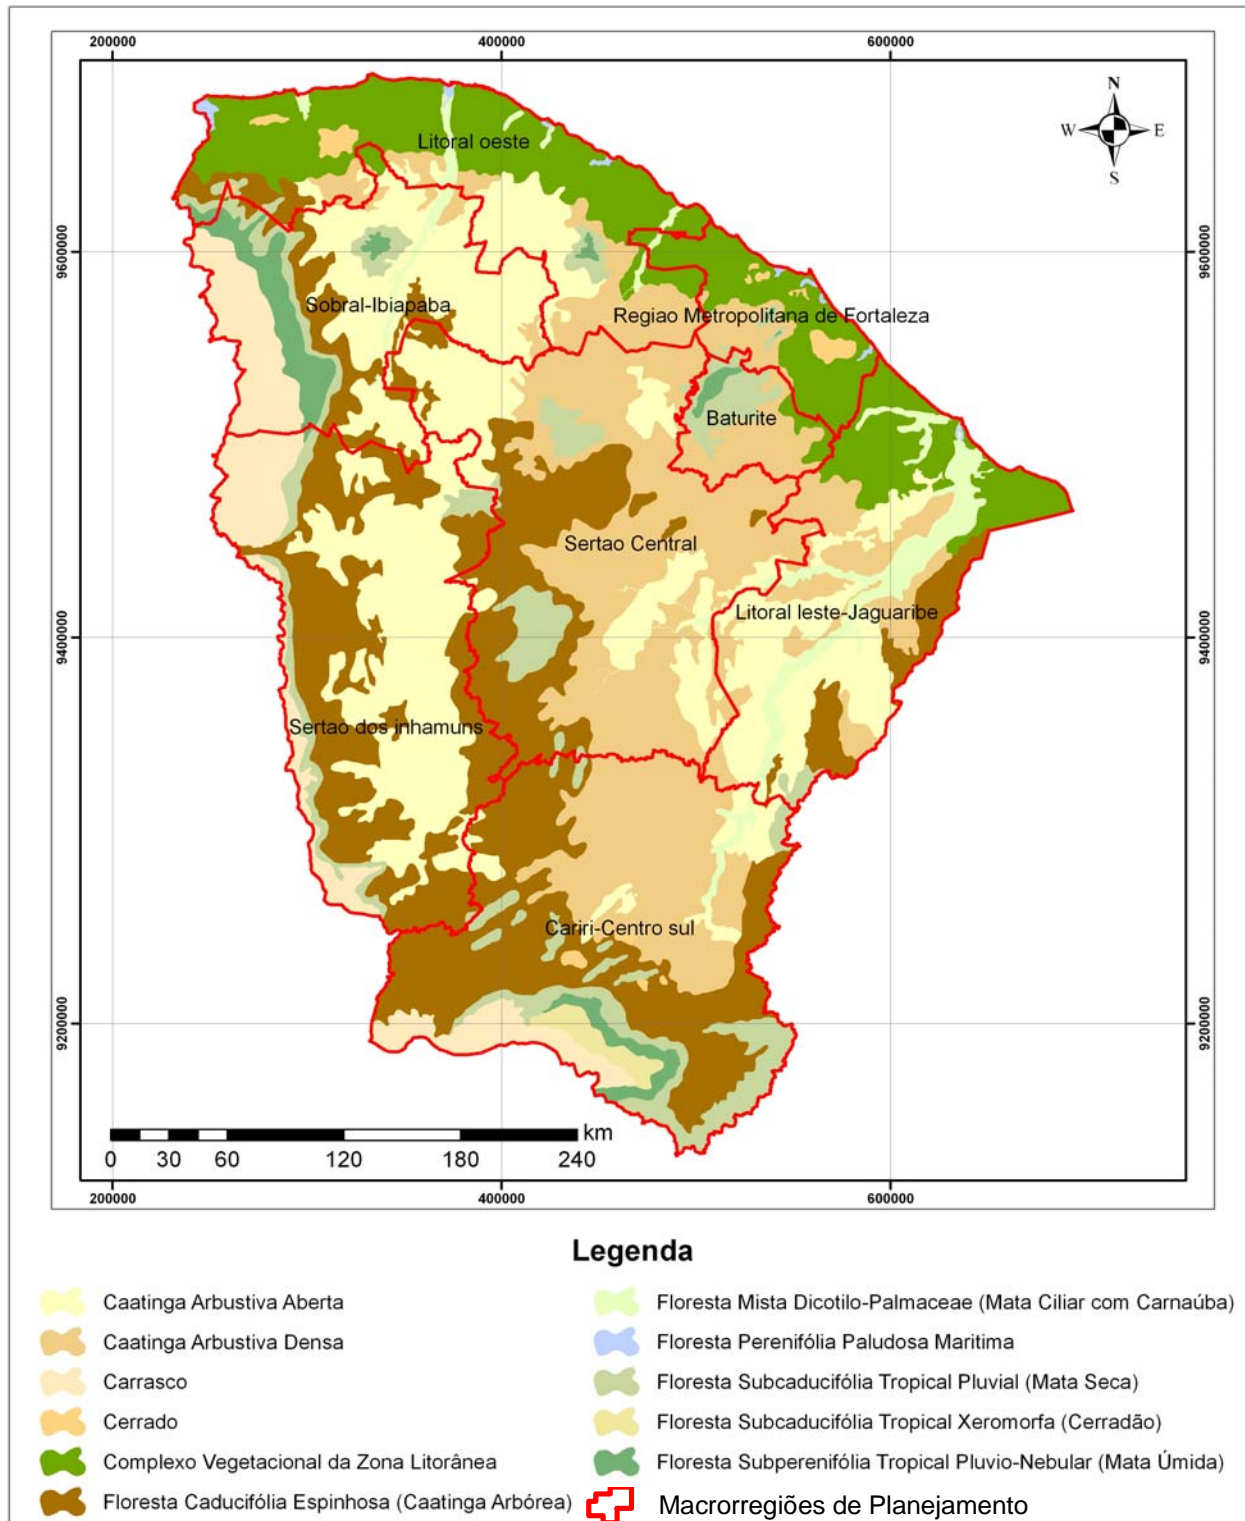 200000 400000 600000
N
W E
S
Litoral oeste
9600000 9600000
Sobral-Ibiapaba
Regiao Metropolitana de Fortaleza
Baturite
Sertao Central
Litoral leste-Jaguaribe
9400000 9400000
Sertao dos inhamuns
Cariri-Centro sul
9200000 9200000
km
0 30 60 120 180 240
200000 400000 600000
Legenda
Caatinga Arbustiva Aberta
Caatinga Arbustiva Densa
Carrasco
Cerrado
Complexo Vegetacional da Zona Litorânea
Floresta Caducifólia Espinhosa (Caatinga Arbórea)
Floresta Mista Dicotilo-Palmaceae (Mata Ciliar com Carnaúba)
Floresta Perenifólia Paludosa Maritima
Floresta Subcaducifólia Tropical Pluvial (Mata Seca)
Floresta Subcaducifólia Tropical Xeromorfa (Cerradão)
Floresta Subperenifólia Tropical Pluvio-Nebular (Mata Úmida)
Macrorregiões de Planejamento